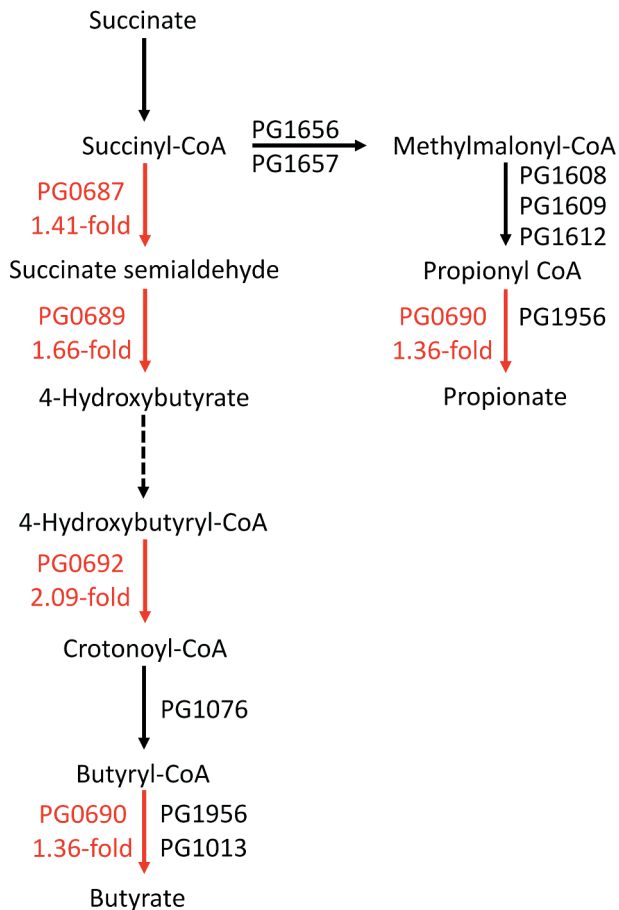 Succinate
Succinyl-CoA
PG1656
PG1657
Methylmalonyl-CoA
PG0687
1.41-fold
PG1608
PG1609
PG1612
Succinate semialdehyde
Propionyl CoA
PG0689
1.66-fold
PG0690
1.36-fold
PG1956
4-Hydroxybutyrate
Propionate
4-Hydroxybutyryl-CoA
PG0692
2.09-fold
Crotonoyl-CoA
PG1076
Butyryl-CoA
PG0690
1.36-fold
PG1956
PG1013
Butyrate